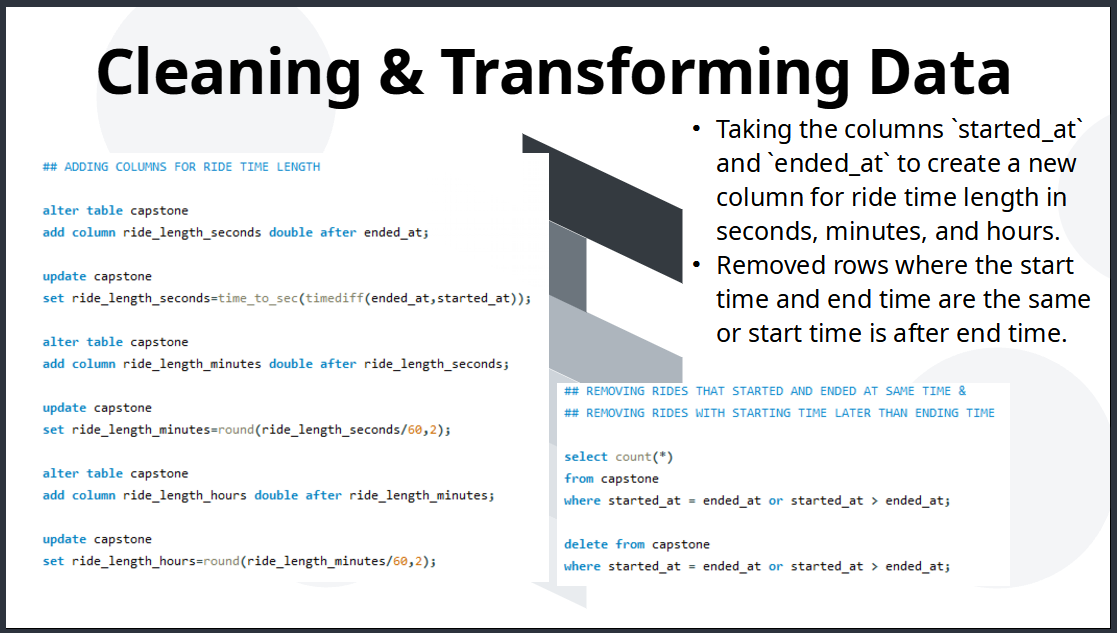 Cleaning & Transforming Data
## ADDING COLUMNS FOR RIDE TIME LENGTH
alter table capstone
add column ride_length_seconds double after ended_at;
update capstone
set ride_length_seconds=time_to_sec(timediff(ended_at,started_at));
alter table capstone
add column ride_length_minutes double after ride_length_seconds;
update capstone
set ride_length_minutes=round(ride_length_seconds/60,2);
alter table capstone
add column ride_length_hours double after ride_length_minutes;
update capstone
set ride_length_hours=round(ride_length_minutes/60,2);
• Taking the columns `started_at`
and `ended_at` to create a new
column for ride time length in
seconds, minutes, and hours.
• Removed rows where the start
time and end time are the same
or start time is after end time.
## REMOVING RIDES THAT STARTED AND ENDED AT SAME TIME &
## REMOVING RIDES WITH STARTING TIME LATER THAN ENDING TIME
select count(*)
from capstone
where started_at = ended_at or started_at > ended_at;
delete from capstone
where started_at = ended_at or started_at > ended_at;